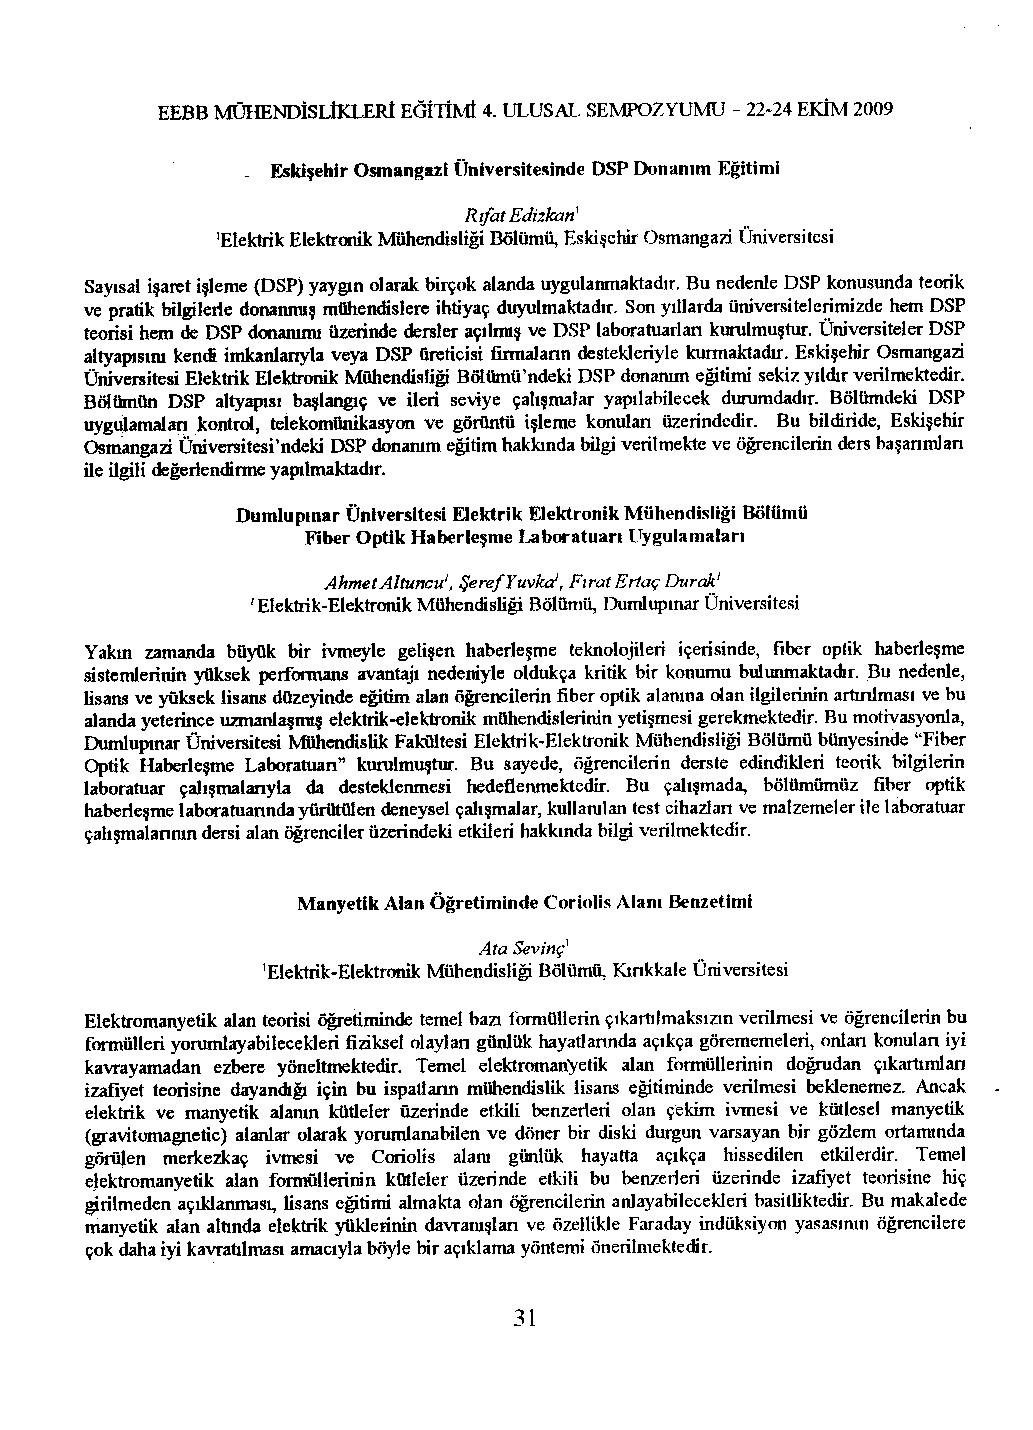 EEBB MÜHENDİSLİKLERİ EĞİTİMİ 4. ULUSAL SEMPOZYUMU - 22-24 EKİM 2009
Eskişehir Osmangazi Üniversitesinde DSP Donanım Eğitimi
Rıfat Edizkan¹
¹Elektrik Elektronik Mühendisliği Bölümü, Eskişehir Osmangazi Üniversitesi
Sayısal işaret işleme (DSP) yaygın olarak birçok alanda uygulanmaktadır. Bu nedenle DSP konusunda teorik
ve pratik bilgilerle donanmış mühendislere ihtiyaç duyulmaktadır. Son yıllarda üniversitelerimizde hem DSP
teorisi hem de DSP donanımı üzerinde dersler açılmış ve DSP laboratuarları kurulmuştur. Üniversiteler DSP
altyapısını kendi imkanlarıyla veya DSP üreticisi firmaların destekleriyle kurmaktadır. Eskişehir Osmangazi
Üniversitesi Elektrik Elektronik Mühendisliği Bölümü'ndeki DSP donanım eğitimi sekiz yıldır verilmektedir.
Bölümün DSP altyapısı başlangıç ve ileri seviye çalışmalar yapılabilecek durumdadır. Bölümdeki DSP
uygulamaları kontrol, telekomünikasyon ve görüntü işleme konuları üzerindedir. Bu bildiride, Eskişehir
Osmangazi Üniversitesi'ndeki DSP donanım eğitim hakkında bilgi verilmekte ve öğrencilerin ders başarımları
ile ilgili değerlendirme yapılmaktadır.
Dumlupınar Üniversitesi Elektrik Elektronik Mühendisliği Bölümü
Fiber Optik Haberleşme Laboratuarı Uygulamaları
Ahmet Altuncu¹, Şeref Yuvka¹, Fırat Ertaç Durak¹
¹Elektrik-Elektronik Mühendisliği Bölümü, Dumlupınar Üniversitesi
Yakın zamanda büyük bir ivmeyle gelişen haberleşme teknolojileri içerisinde, fiber optik haberleşme
sistemlerinin yüksek performans avantajı nedeniyle oldukça kritik bir konumu bulunmaktadır. Bu nedenle,
lisans ve yüksek lisans düzeyinde eğitim alan öğrencilerin fiber optik alanına olan ilgilerinin artırılması ve bu
alanda yeterince uzmanlaşmış elektrik-elektronik mühendislerinin yetişmesi gerekmektedir. Bu motivasyonla,
Dumlupınar Üniversitesi Mühendislik Fakültesi Elektrik-Elektronik Mühendisliği Bölümü bünyesinde “Fiber
Optik Haberleşme Laboratuarı” kurulmuştur. Bu sayede, öğrencilerin derste edindikleri teorik bilgilerin
laboratuar çalışmalarıyla da desteklenmesi hedeflenmektedir. Bu çalışmada, bölümümüz fiber optik
haberleşme laboratuarında yürütülen deneysel çalışmalar, kullanılan test cihazları ve malzemeler ile laboratuar
çalışmalarının dersi alan öğrenciler üzerindeki etkileri hakkında bilgi verilmektedir.
Manyetik Alan Öğretiminde Coriolis Alanı Benzetimi
Ata Sevinç¹
¹Elektrik-Elektronik Mühendisliği Bölümü, Kırıkkale Üniversitesi
Elektromanyetik alan teorisi öğretiminde temel bazı formüllerin çıkartılmaksızın verilmesi ve öğrencilerin bu
formülleri yorumlayabilecekleri fiziksel olayları günlük hayatlarında açıkça görememeleri, onları konuları iyi
kavrayamadan ezbere yöneltmektedir. Temel elektromanyetik alan formüllerinin doğrudan çıkartımları
izafiyet teorisine dayandığı için bu ispatların mühendislik lisans eğitiminde verilmesi beklenemez. Ancak
elektrik ve manyetik alanın kütleler üzerinde etkili benzerleri olan çekim ivmesi ve kütlesel manyetik
(gravitomagnetic) alanlar olarak yorumlanabilen ve döner bir diski durgun varsayan bir gözlem ortamında
görülen merkezkaç ivmesi ve Coriolis alanı günlük hayatta açıkça hissedilen etkilerdir. Temel
elektromanyetik alan formüllerinin kütleler üzerinde etkili bu benzerleri üzerinde izafiyet teorisine hiç
girilmeden açıklanması, lisans eğitimi almakta olan öğrencilerin anlayabilecekleri basitliktedir. Bu makalede
manyetik alan altında elektrik yüklerinin davranışları ve özellikle Faraday indüksiyon yasasının öğrencilere
çok daha iyi kavratılması amacıyla böyle bir açıklama yöntemi önerilmektedir.
31